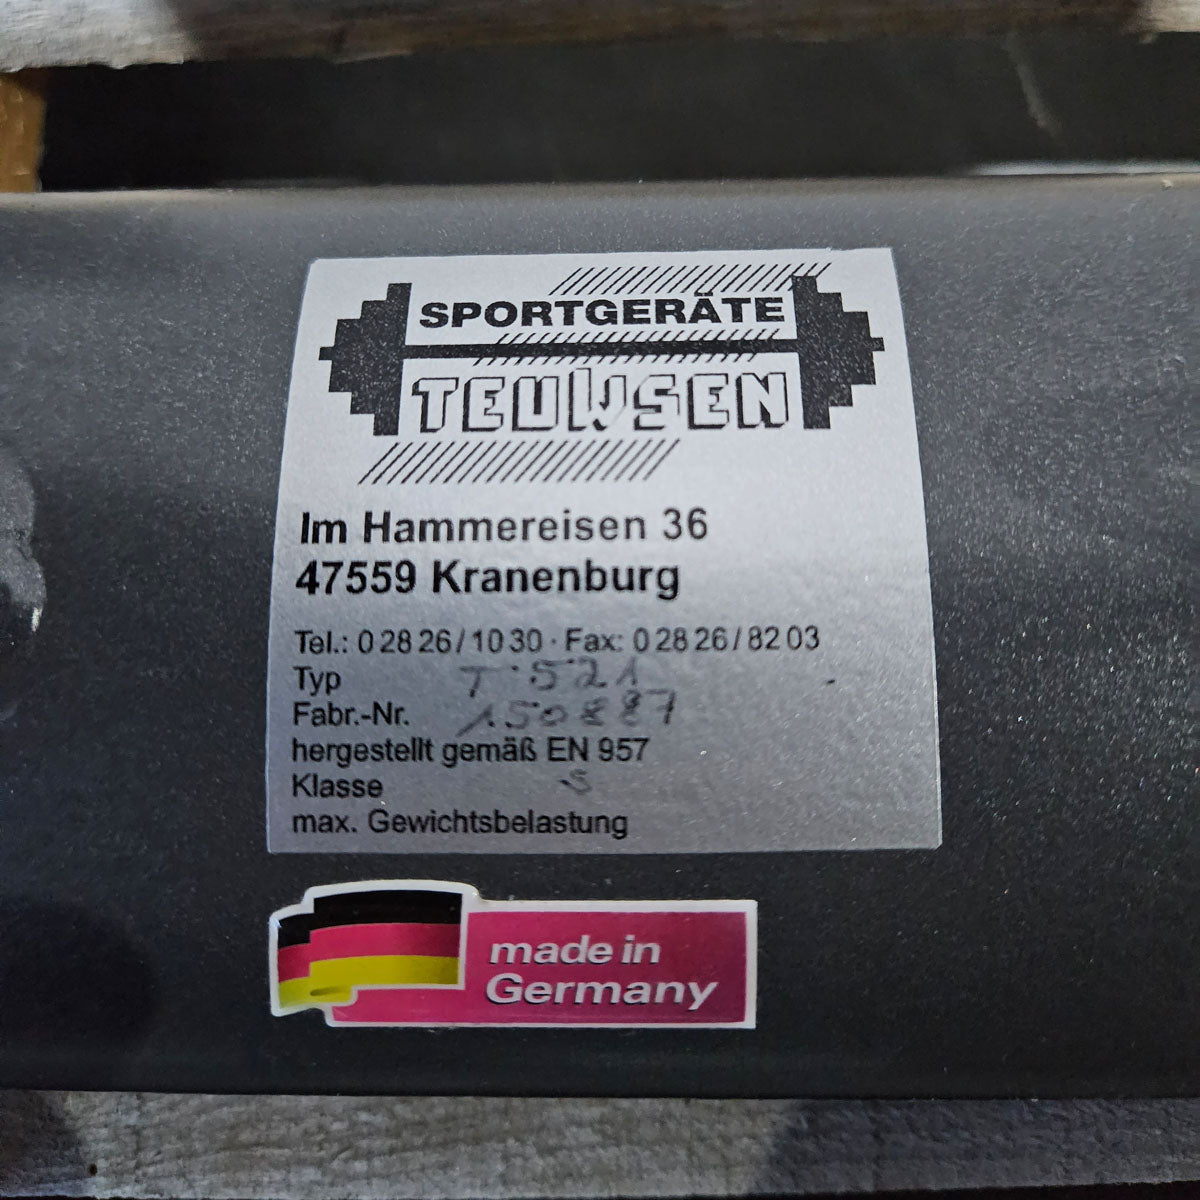 SPORTGERÄTE
TEUWSEN
Im Hammereisen 36
47559 Kranenburg
Tel.: 0 28 26 / 10 30 · Fax: 0 28 26 / 82 03
Typ T 521
Fabr.-Nr. 150887
hergestellt gemäß EN 957
Klasse S
max. Gewichtsbelastung
made in
Germany